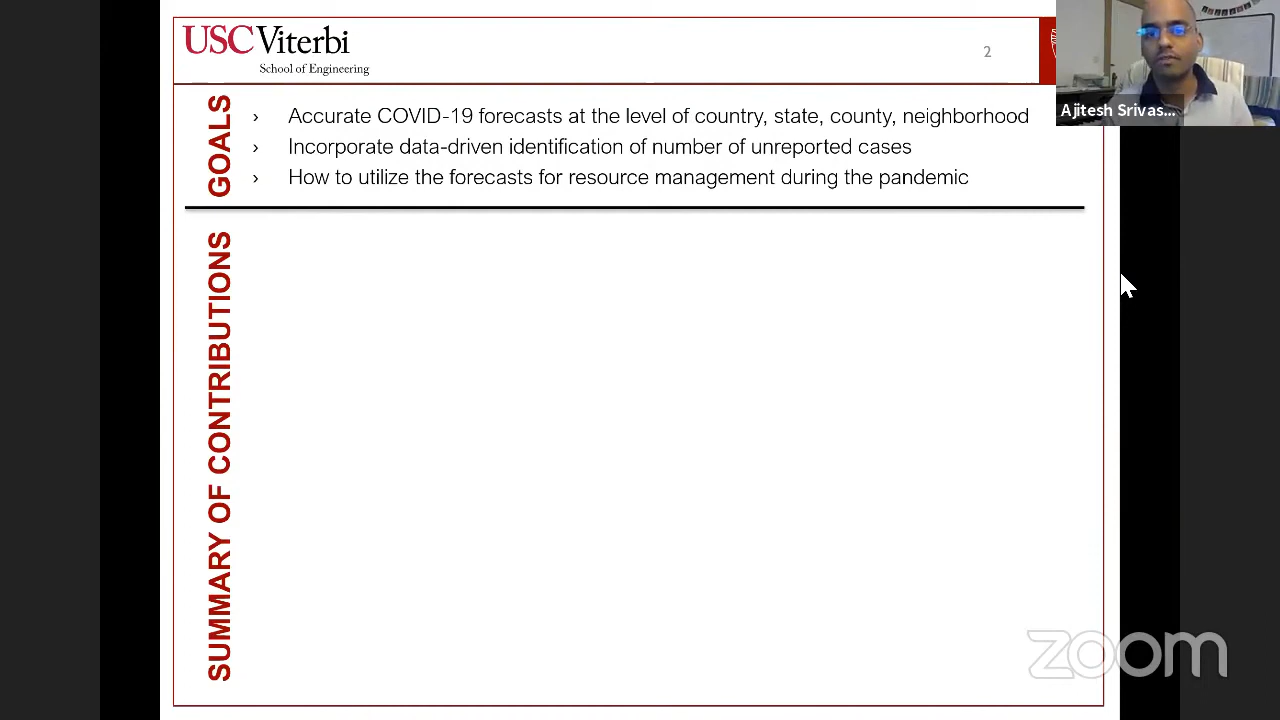 USC Viterbi
School of Engineering
2
Ajitesh Srivas...
GOALS
› Accurate COVID-19 forecasts at the level of country, state, county, neighborhood
› Incorporate data-driven identification of number of unreported cases
› How to utilize the forecasts for resource management during the pandemic
SUMMARY OF CONTRIBUTIONS
zoom